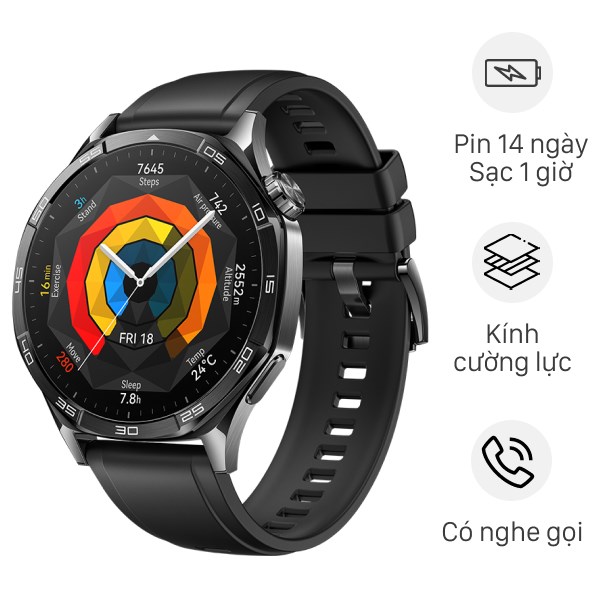 55
05
50
10
45
15
40
20
35
30
25
7645
Steps
3h
Stand
742
Air pressure
16 min
Exercise
2552m
Altitude
FRI 18
280
Move
24°C
Temp
Sleep
7.8h
Pin 14 ngày
Sạc 1 giờ
Kính
cường lực
Có nghe gọi